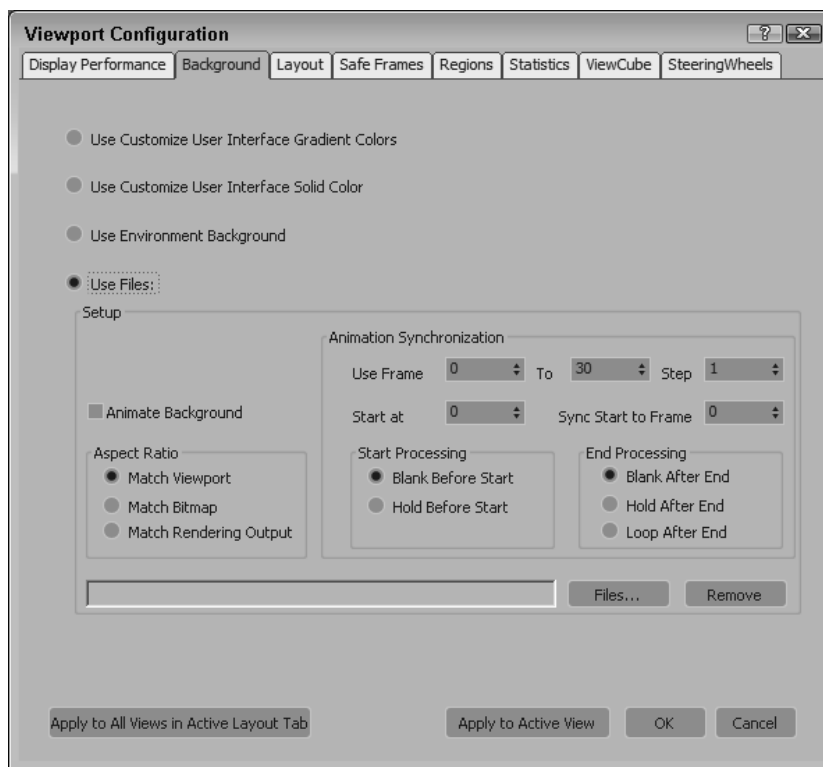 Viewport Configuration
Display Performance Background Layout Safe Frames Regions Statistics ViewCube SteeringWheels
Use Customize User Interface Gradient Colors
Use Customize User Interface Solid Color
Use Environment Background
Use Files:
Setup
Animation Synchronization
Use Frame 0 To 30 Step 1
Animate Background
Start at 0 Sync Start to Frame 0
Aspect Ratio
Match Viewport
Match Bitmap
Match Rendering Output
Start Processing
Blank Before Start
Hold Before Start
End Processing
Blank After End
Hold After End
Loop After End
Files... Remove
Apply to All Views in Active Layout Tab Apply to Active View OK Cancel